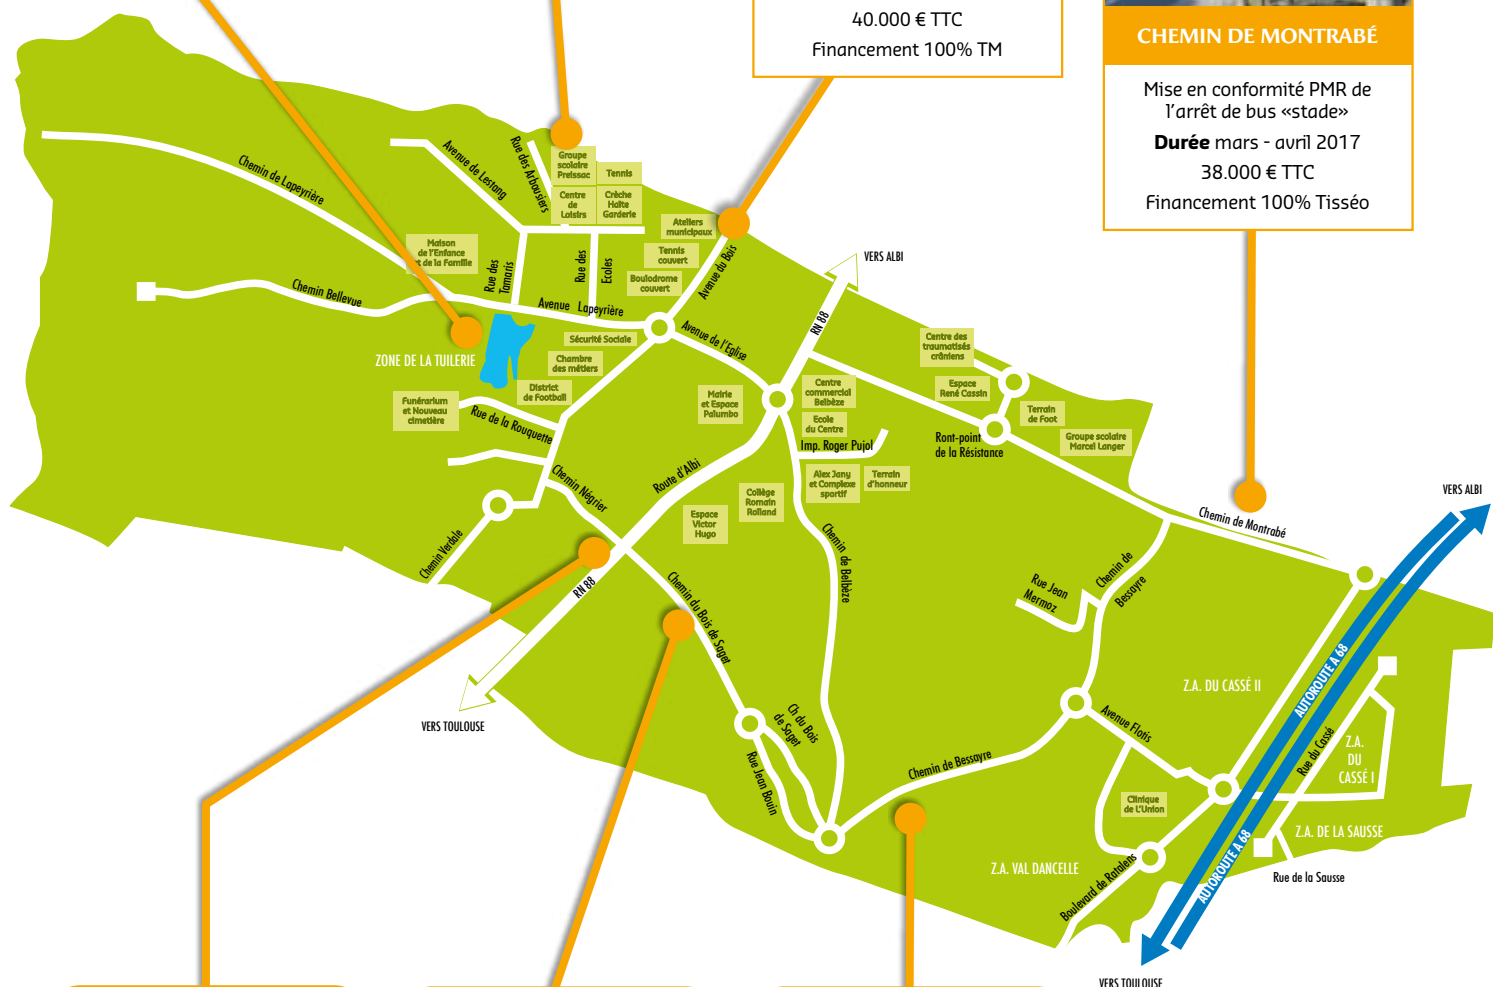 40.000 € TTC
Financement 100% TM
CHEMIN DE MONTRABÉ
Mise en conformité PMR de
l'arrêt de bus «stade»
Durée mars - avril 2017
38.000 € TTC
Financement 100% Tisséo
Chemin de Lapeyrière
Avenue de Lestang
Rue des Arbousiers
Groupe
scolaire
Preissac
Tennis
Centre
de
Loisirs
Crèche
Halte
Garderie
Ateliers
municipaux
Maison
de l'Enfance
et de la Famille
Rue des
Tamaris
Rue des
Ecoles
Tennis
couvert
Boulodrome
couvert
Avenue du Bois
VERS ALBI
Chemin Bellevue
Avenue Lapeyrière
RN 88
ZONE DE LA TUILERIE
Sécurité Sociale
Avenue de l'Eglise
Chambre
des métiers
District
de Football
Centre des
traumatisés
crâniens
Espace
René Cassin
Funérarium
et Nouveau
cimetière
Rue de la Rouquette
Mairie
et Espace
Palumbo
Centre
commercial
Belbèze
Ecole
du Centre
Imp. Roger Pujol
Terrain
de Foot
Ront-point
de la Résistance
Groupe scolaire
Marcel Langer
Chemin Négrier
Route d'Albi
Alex Jany
et Complexe
sportif
Terrain
d'honneur
Collège
Romain
Rolland
Espace
Victor
Hugo
Chemin de Montrabé
VERS ALBI
Chemin Verdale
RN 88
Chemin du Bois de Saget
Chemin de Belbèze
Rue Jean
Mermoz
Chemin de
Bessayre
VERS TOULOUSE
Z.A. DU CASSÉ II
AUTOROUTE A 68
Ch du Bois
de Saget
Rue Jean Bouin
Avenue Flotis
Chemin de Bessayre
Rue du Cassé
Z.A.
DU
CASSÉ I
Clinique
de L'Union
Z.A. DE LA SAUSSE
Z.A. VAL DANCELLE
Boulevard de Ratalens
AUTOROUTE A 68
Rue de la Sausse
VERS TOULOUSE